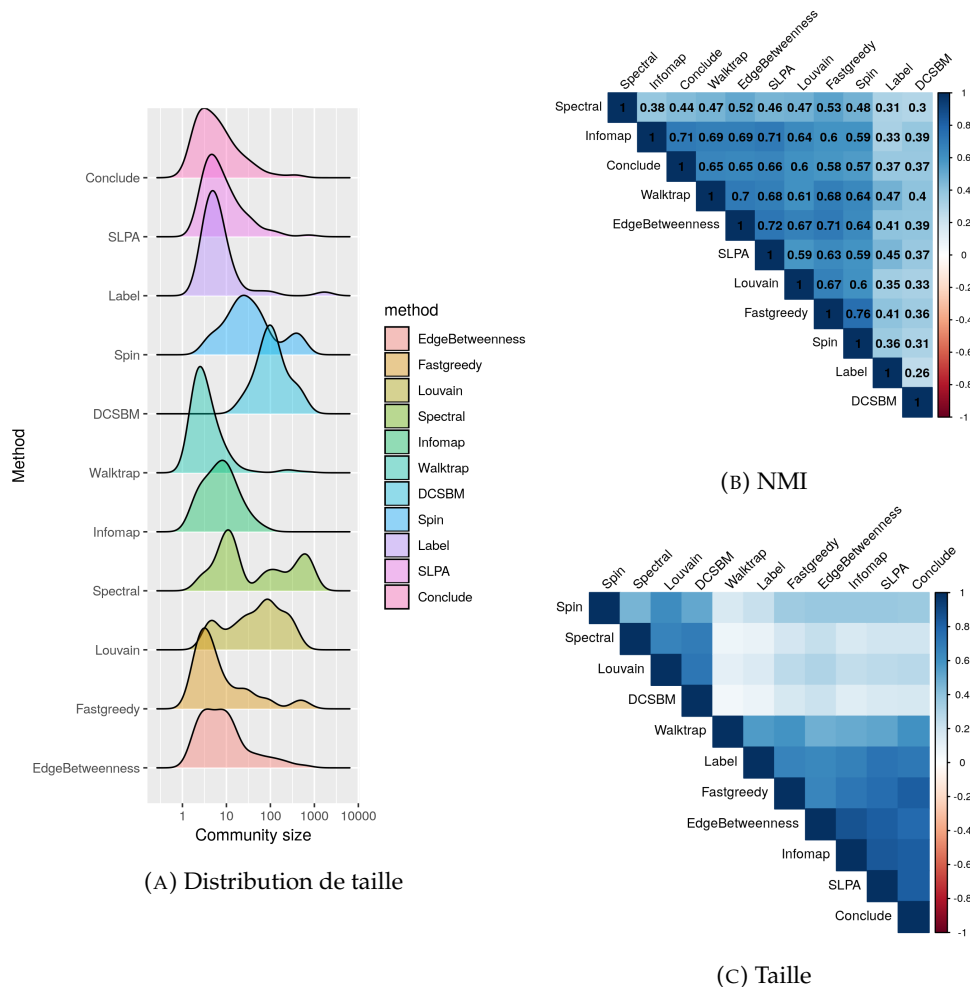 Method
Conclude
SLPA
Label
Spin
DCSBM
Walktrap
Infomap
Spectral
Louvain
Fastgreedy
EdgeBetweenness
1 10 100 1000 10000
Community size
method
EdgeBetweenness
Fastgreedy
Louvain
Spectral
Infomap
Walktrap
DCSBM
Spin
Label
SLPA
Conclude
(A) Distribution de taille
Spectral Infomap Conclude Walktrap EdgeBetweenness SLPA Louvain Fastgreedy Spin Label DCSBM
Spectral 1 0.38 0.44 0.47 0.52 0.46 0.47 0.53 0.48 0.31 0.3
Infomap 1 0.71 0.69 0.69 0.71 0.64 0.6 0.59 0.33 0.39
Conclude 1 0.65 0.65 0.66 0.6 0.58 0.57 0.37 0.37
Walktrap 1 0.7 0.68 0.61 0.68 0.64 0.47 0.4
EdgeBetweenness 1 0.72 0.67 0.71 0.64 0.41 0.39
SLPA 1 0.59 0.63 0.59 0.45 0.37
Louvain 1 0.67 0.6 0.35 0.33
Fastgreedy 1 0.76 0.41 0.36
Spin 1 0.36 0.31
Label 1 0.26
DCSBM 1
1
0.8
0.6
0.4
0.2
0
-0.2
-0.4
-0.6
-0.8
-1
(B) NMI
Spin Spectral Louvain DCSBM Walktrap Label Fastgreedy EdgeBetweenness Infomap SLPA Conclude
Spin
Spectral
Louvain
DCSBM
Walktrap
Label
Fastgreedy
EdgeBetweenness
Infomap
SLPA
Conclude
1
0.8
0.6
0.4
0.2
0
-0.2
-0.4
-0.6
-0.8
-1
(C) Taille